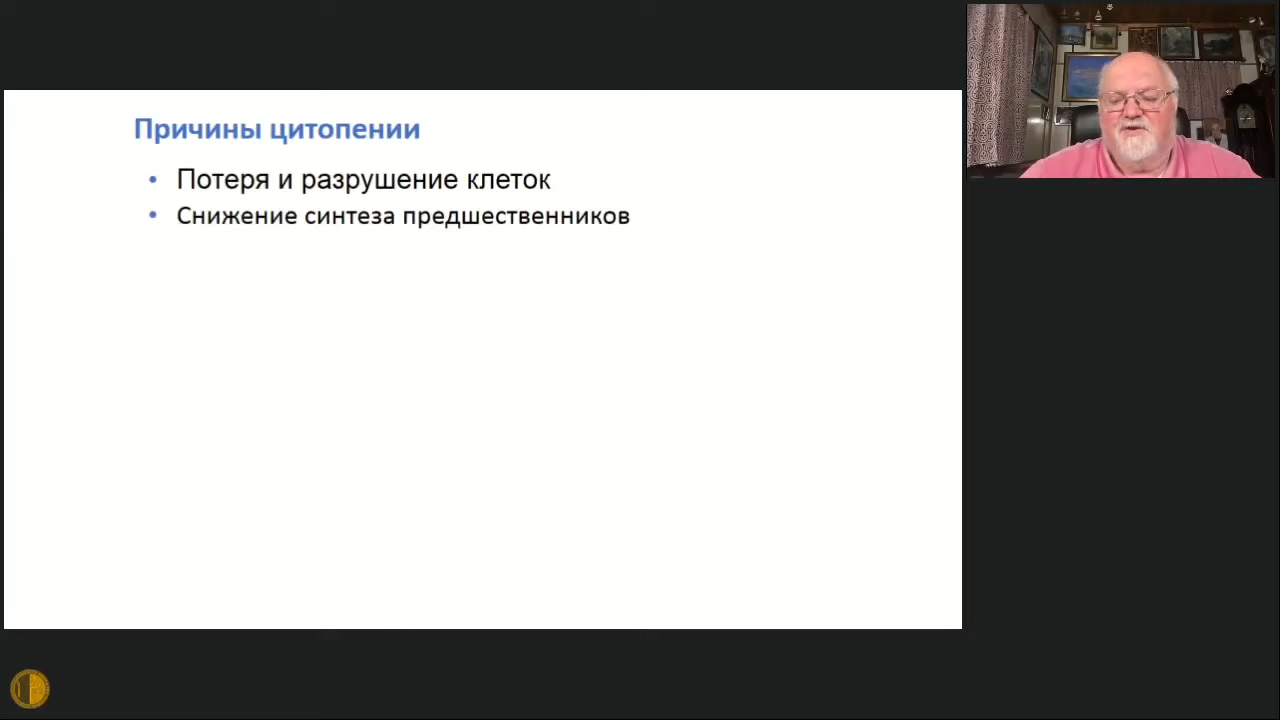 Причины цитопении
• Потеря и разрушение клеток
• Снижение синтеза предшественников